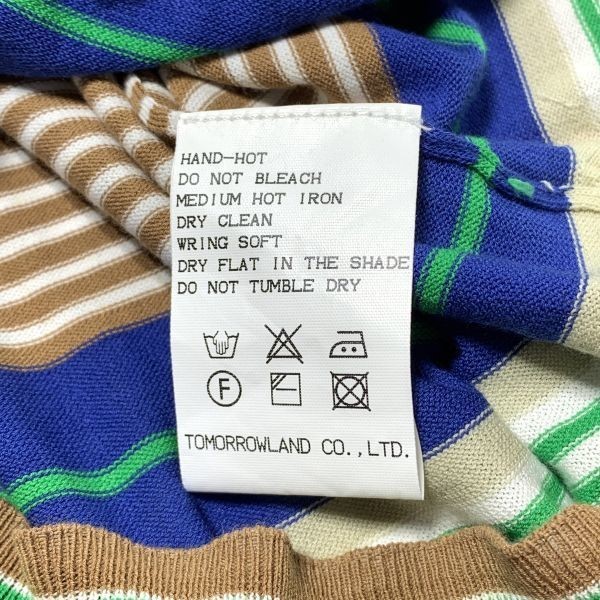 HAND-HOT
DO NOT BLEACH
MEDIUM HOT IRON
DRY CLEAN
WRING SOFT
DRY FLAT IN THE SHADE
DO NOT TUMBLE DRY
F
TOMORROWLAND CO.,LTD.